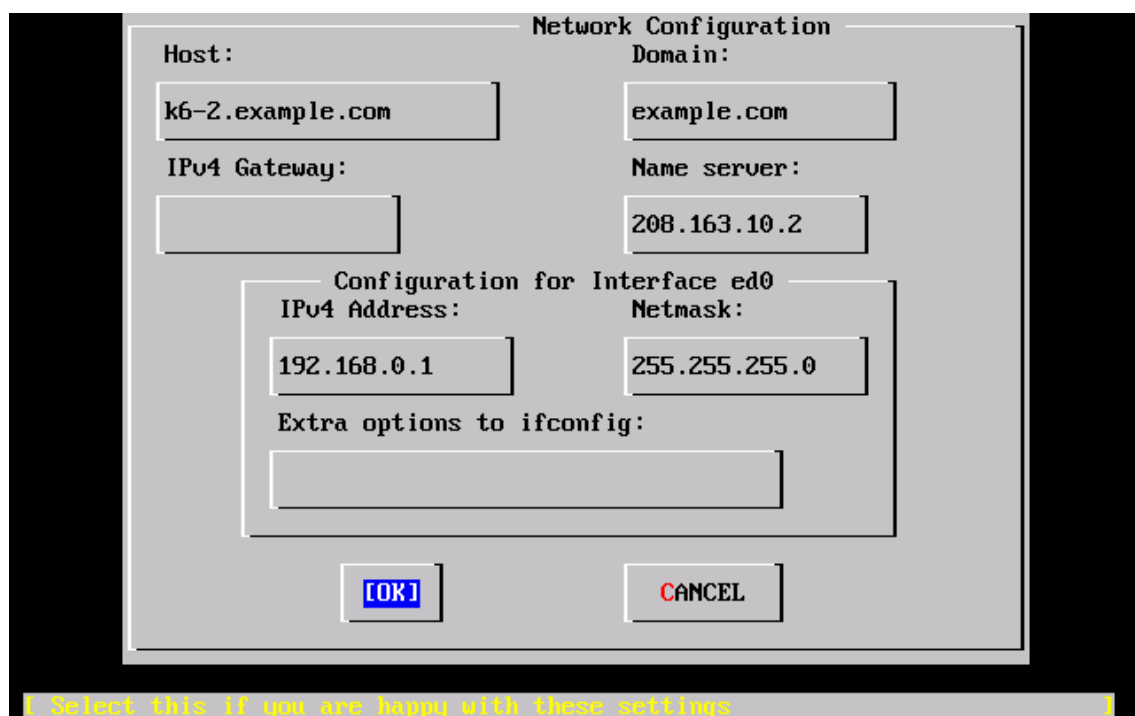 Network Configuration
Host: Domain:
k6-2.example.com example.com
IPv4 Gateway: Name server:
208.163.10.2
Configuration for Interface ed0
IPv4 Address: Netmask:
192.168.0.1 255.255.255.0
Extra options to ifconfig:
[OK] CANCEL
[ Select this if you are happy with these settings ]